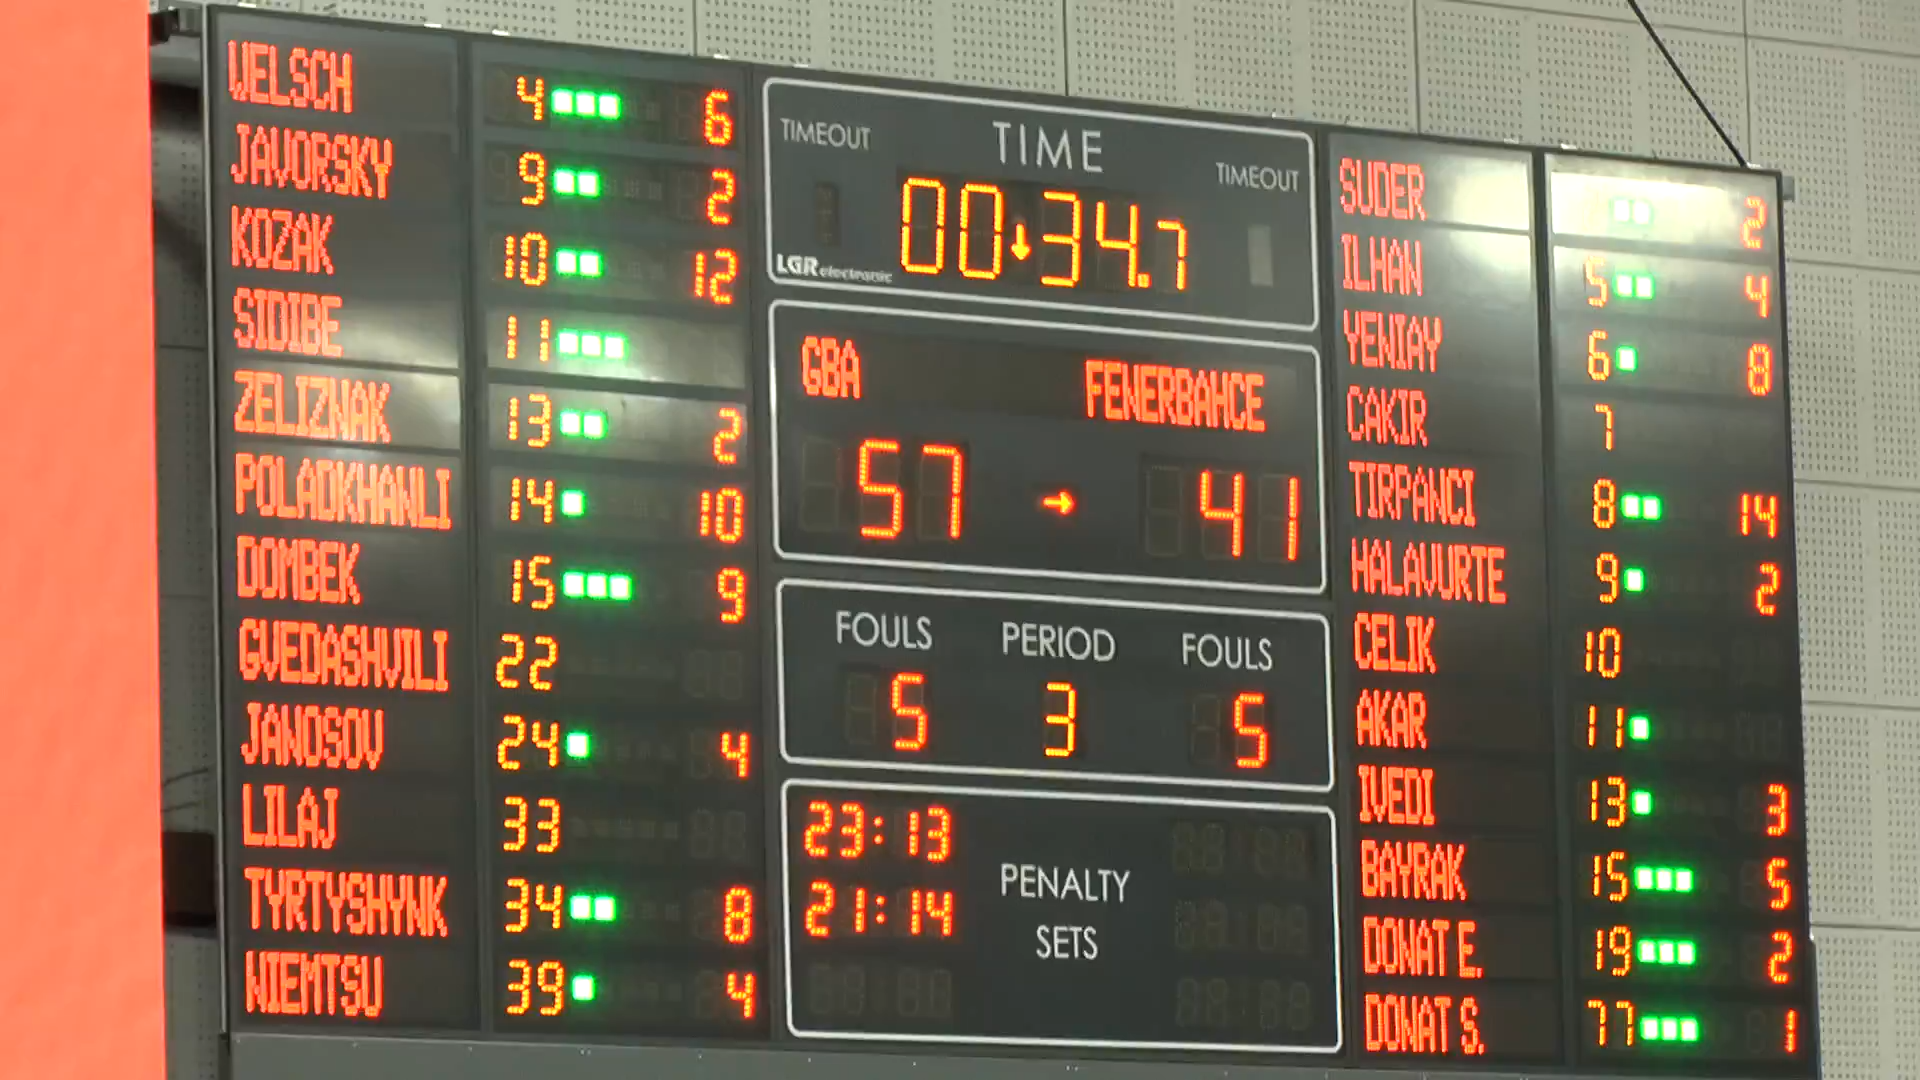 WELSCH 4 6
JAVORSKY 9 2
KOZAK 10 12
SIDIBE 11
ZELIZNAK 13 2
POLADKHANLI 14 10
DOMBEK 15 9
GVEDASHVILI 22
JANOSOV 24 4
LILAJ 33
TYRTYSHYNK 34 8
NIEMTSU 39 4
TIMEOUT TIME TIMEOUT
00↓34.7
LGR electronic
GBA FENERBAHCE
57 → 41
FOULS PERIOD FOULS
5 3 5
23:13
21:14
PENALTY
SETS
SUDER 2
ILHAN 5 4
YENIAY 6 8
CAKIR 7
TIRPANCI 8 14
HALAVURTE 9 2
CELIK 10
AKAR 11
IVEDI 13 3
BAYRAK 15 5
DONAT E. 19 2
DONAT S. 77 1